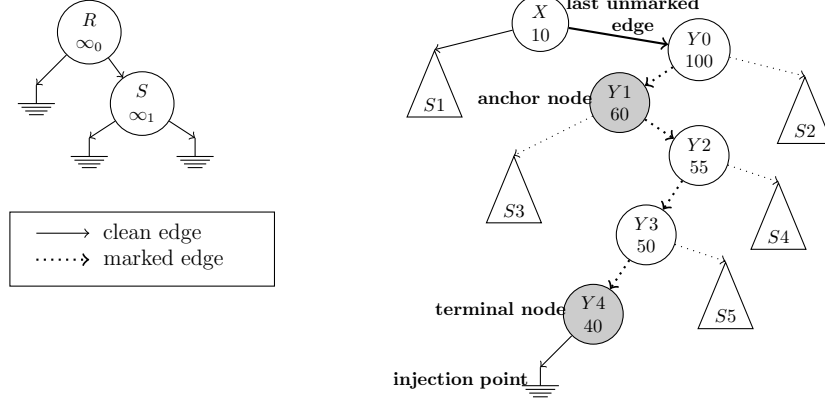 R
∞₀
S
∞₁
clean edge
marked edge
last unmarked
edge
X
10
Y0
100
S1
anchor node
Y1
60
S2
Y2
55
S3
Y3
50
S4
terminal node
Y4
40
S5
injection point